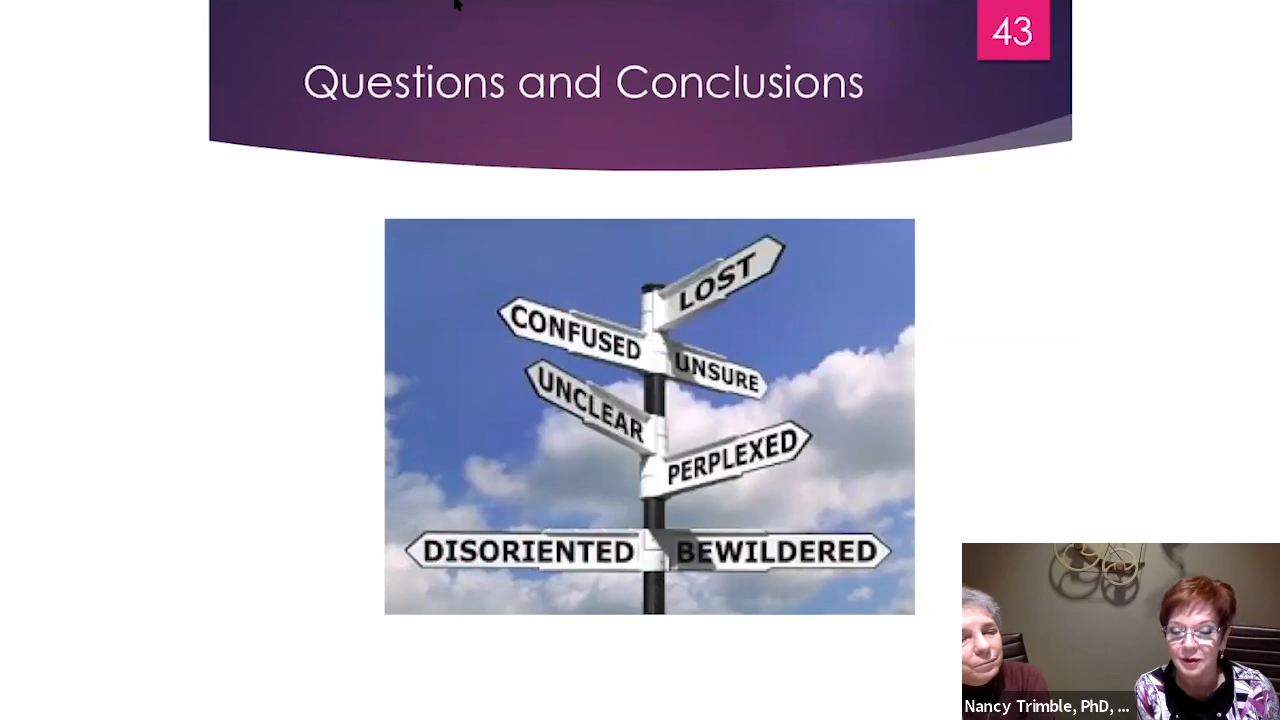 43
Questions and Conclusions
LOST
CONFUSED
UNSURE
UNCLEAR
PERPLEXED
DISORIENTED
BEWILDERED
Nancy Trimble, PhD, ...